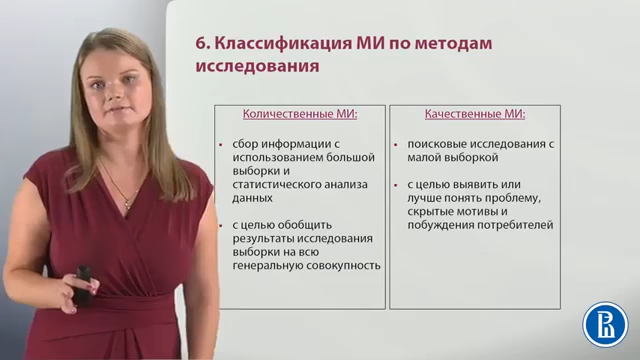 6. Классификация МИ по методам
исследования
Количественные МИ:
сбор информации с
использованием большой
выборки и
статистического анализа
данных
с целью обобщить
результаты исследования
выборки на всю
генеральную совокупность
Качественные МИ:
поисковые исследования с
малой выборкой
с целью выявить или
лучше понять проблему,
скрытые мотивы и
побуждения потребителей